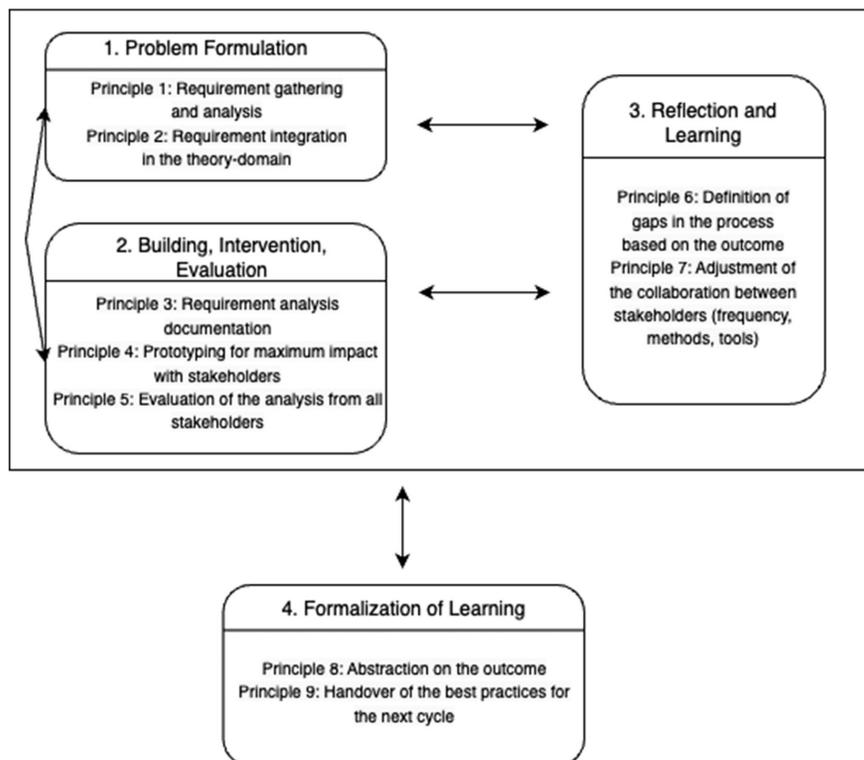 1. Problem Formulation
Principle 1: Requirement gathering
and analysis
Principle 2: Requirement integration
in the theory-domain
2. Building, Intervention,
Evaluation
Principle 3: Requirement analysis
documentation
Principle 4: Prototyping for maximum impact
with stakeholders
Principle 5: Evaluation of the analysis from all
stakeholders
3. Reflection and
Learning
Principle 6: Definition of
gaps in the process
based on the outcome
Principle 7: Adjustment of
the collaboration between
stakeholders (frequency,
methods, tools)
4. Formalization of Learning
Principle 8: Abstraction on the outcome
Principle 9: Handover of the best practices for
the next cycle